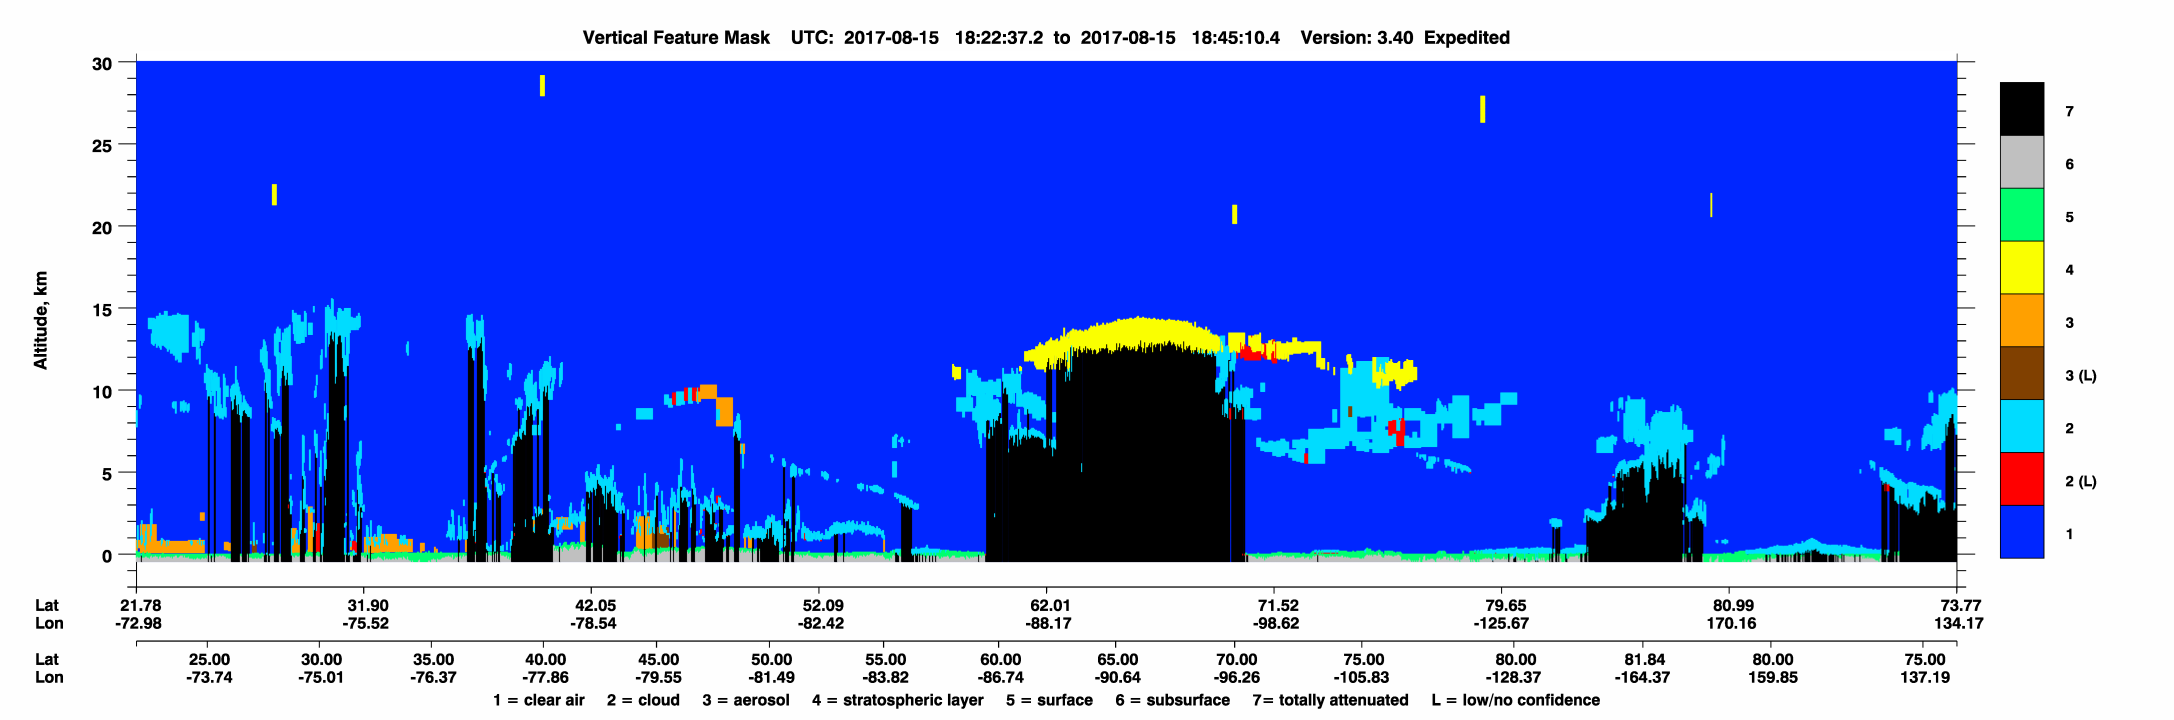 Vertical Feature Mask UTC: 2017-08-15 18:22:37.2 to 2017-08-15 18:45:10.4 Version: 3.40 Expedited
30
25
20
15
10
5
0
Altitude, km
7
6
5
4
3
3 (L)
2
2 (L)
1
Lat 21.78 31.90 42.05 52.09 62.01 71.52 79.65 80.99 73.77
Lon -72.98 -75.52 -78.54 -82.42 -88.17 -98.62 -125.67 170.16 134.17
Lat 25.00 30.00 35.00 40.00 45.00 50.00 55.00 60.00 65.00 70.00 75.00 80.00 81.84 80.00 75.00
Lon -73.74 -75.01 -76.37 -77.86 -79.55 -81.49 -83.82 -86.74 -90.64 -96.26 -105.83 -128.37 -164.37 159.85 137.19
1 = clear air 2 = cloud 3 = aerosol 4 = stratospheric layer 5 = surface 6 = subsurface 7= totally attenuated L = low/no confidence